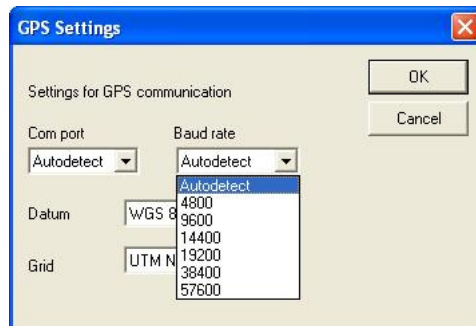 GPS Settings
OK
Settings for GPS communication
Cancel
Com port
Baud rate
Autodetect
Autodetect
Autodetect
4800
9600
14400
19200
38400
57600
Datum
WGS 8
Grid
UTM N